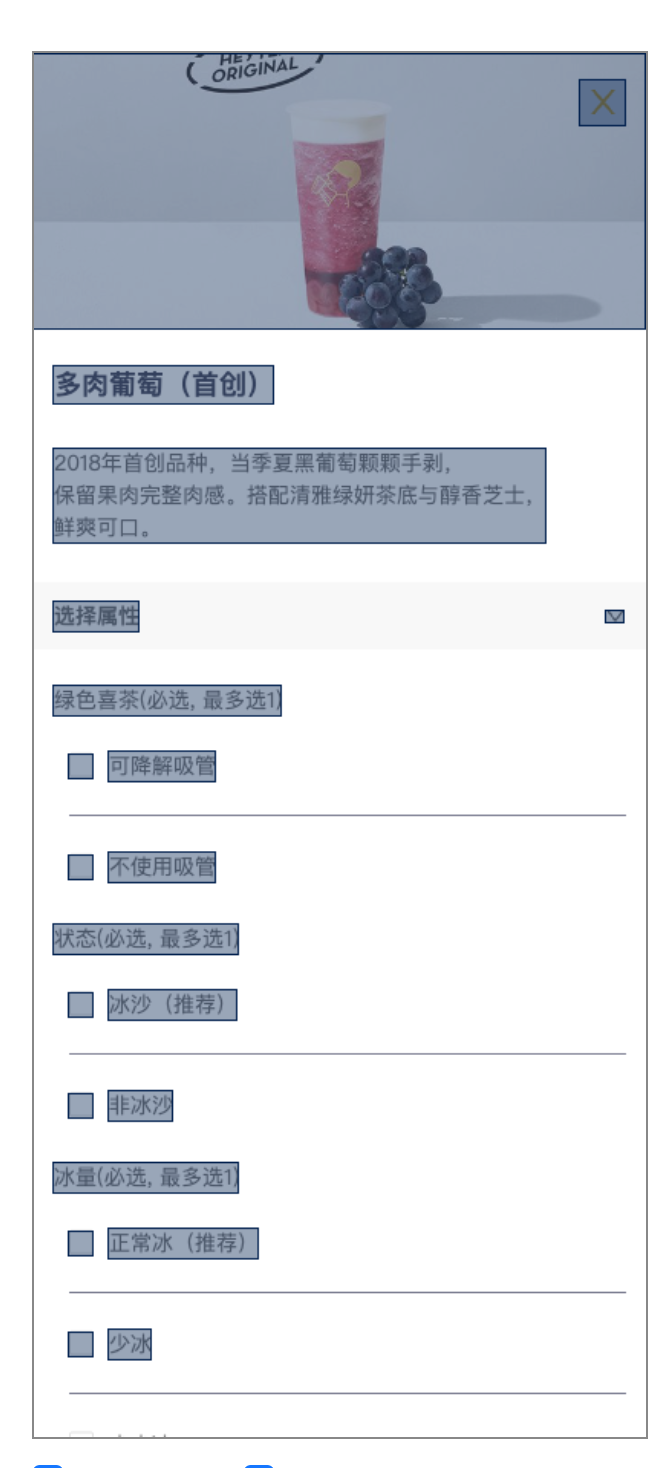 ORIGINAL
多肉葡萄（首创）
2018年首创品种，当季夏黑葡萄颗颗手剥，
保留果肉完整肉感。搭配清雅绿妍茶底与醇香芝士，
鲜爽可口。
选择属性
绿色喜茶(必选, 最多选1)
可降解吸管
不使用吸管
状态(必选, 最多选1)
冰沙（推荐）
非冰沙
冰量(必选, 最多选1)
正常冰（推荐）
少冰